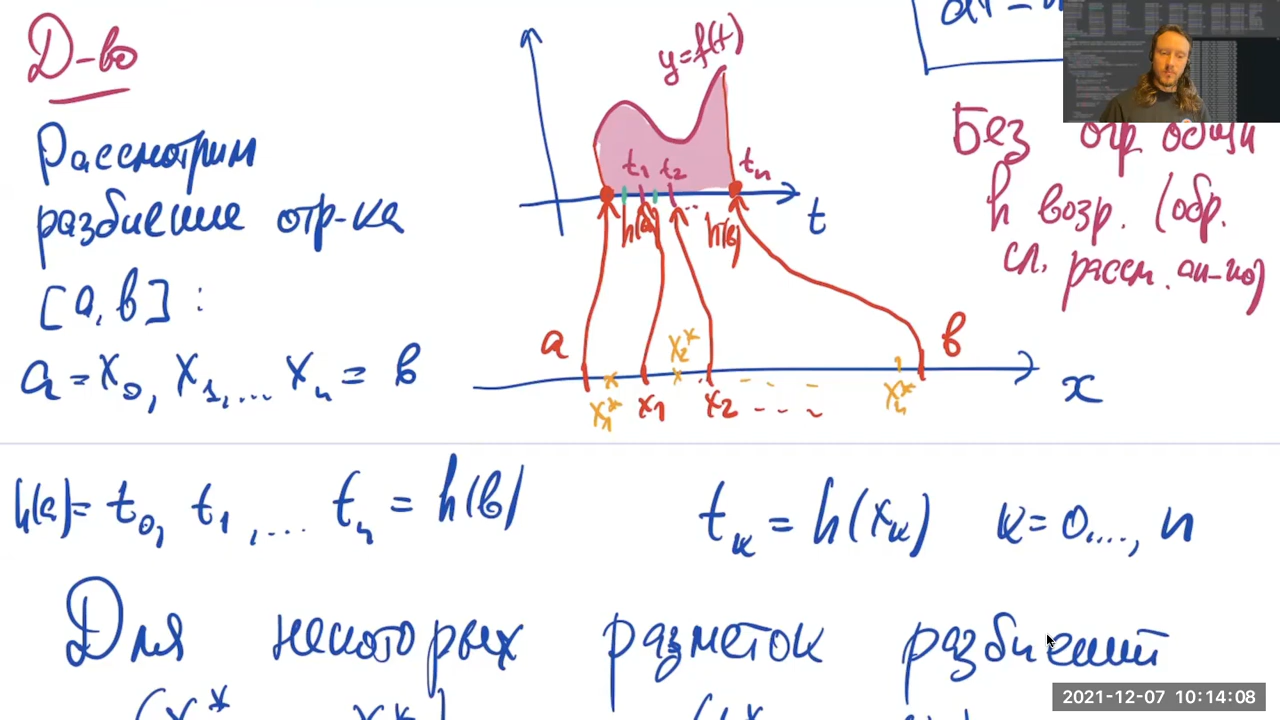 Д-во
Рассмотрим
разбиение отр-ка
[a, b] :
a = x₀, x₁, ... xₙ = b
y = f(t)
t₁ t₂ tₙ
h(a) .. h(b)
t
a x₂* b
x₁* x₁ x₂ - - - xₙ* x
Без огр общн
h возр. (обр.
сл. рассм. ан-но)
h(a) = t₀, t₁, ... tₙ = h(b) tₖ = h(xₖ) k = 0, ..., n
Для некоторых разметок разбиений
2021-12-07 10:14:08